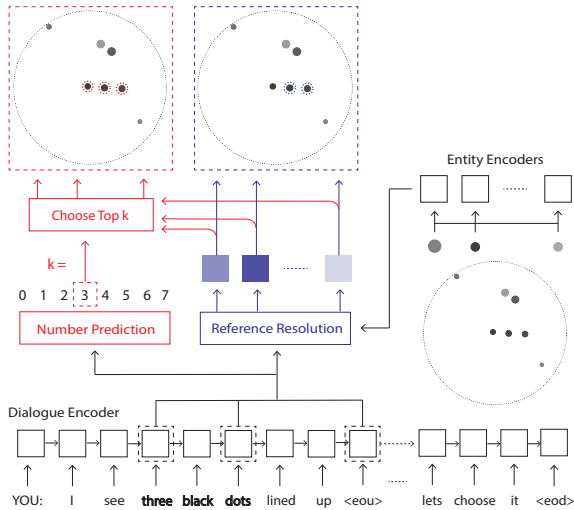 Entity Encoders
Choose Top k
k =
0 1 2 3 4 5 6 7
Number Prediction
Reference Resolution
Dialogue Encoder
YOU: I see three black dots lined up <eou> lets choose it <eod>